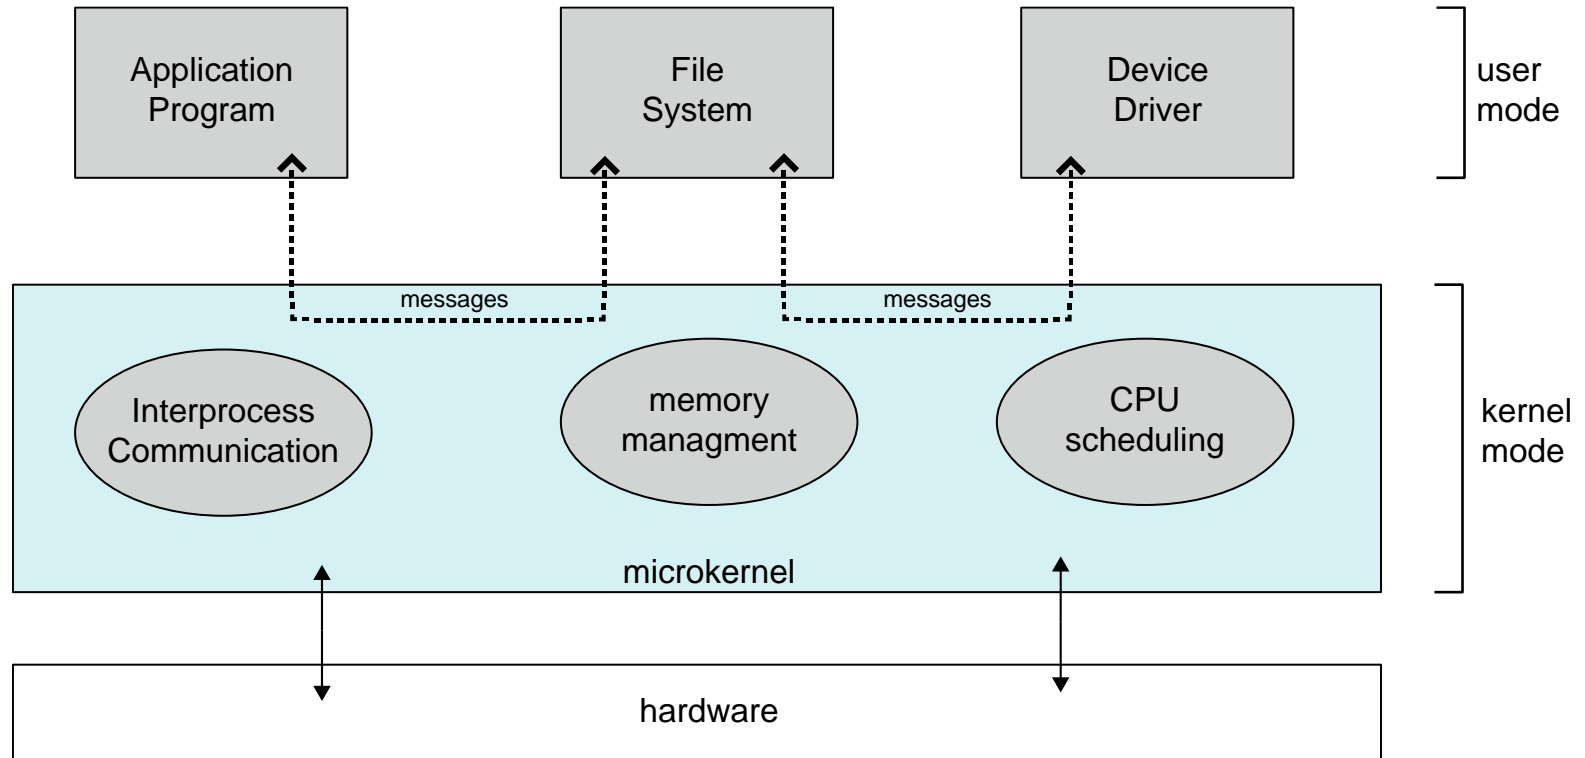 Application
Program
File
System
Device
Driver
user
mode
messages
messages
Interprocess
Communication
memory
managment
CPU
scheduling
kernel
mode
microkernel
hardware